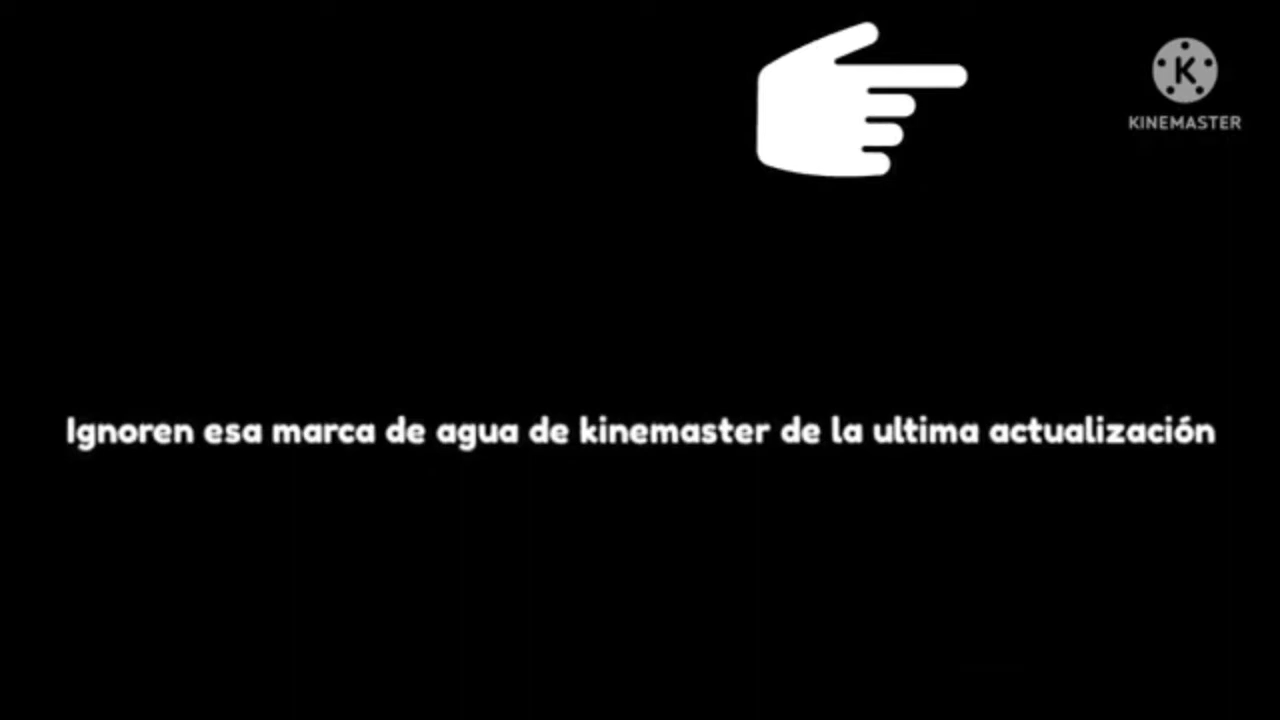 K
KINEMASTER
Ignoren esa marca de agua de kinemaster de la ultima actualización